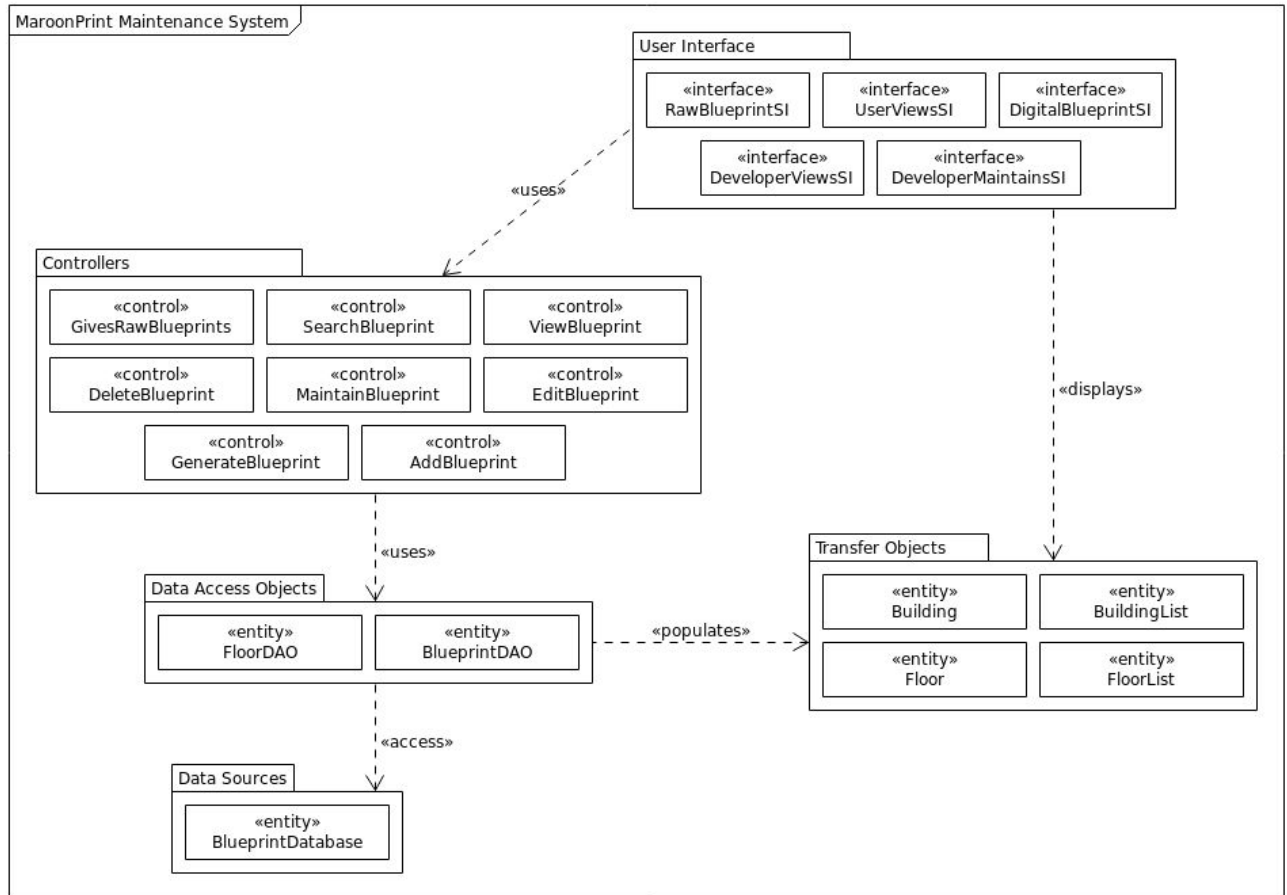 MaroonPrint Maintenance System
User Interface
«interface»
RawBlueprintSI
«interface»
UserViewsSI
«interface»
DigitalBlueprintSI
«interface»
DeveloperViewsSI
«interface»
DeveloperMaintainsSI
«uses»
Controllers
«control»
GivesRawBlueprints
«control»
SearchBlueprint
«control»
ViewBlueprint
«control»
DeleteBlueprint
«control»
MaintainBlueprint
«control»
EditBlueprint
«control»
GenerateBlueprint
«control»
AddBlueprint
«displays»
«uses»
Transfer Objects
«entity»
Building
«entity»
BuildingList
«entity»
Floor
«entity»
FloorList
Data Access Objects
«entity»
FloorDAO
«entity»
BlueprintDAO
«populates»
«access»
Data Sources
«entity»
BlueprintDatabase